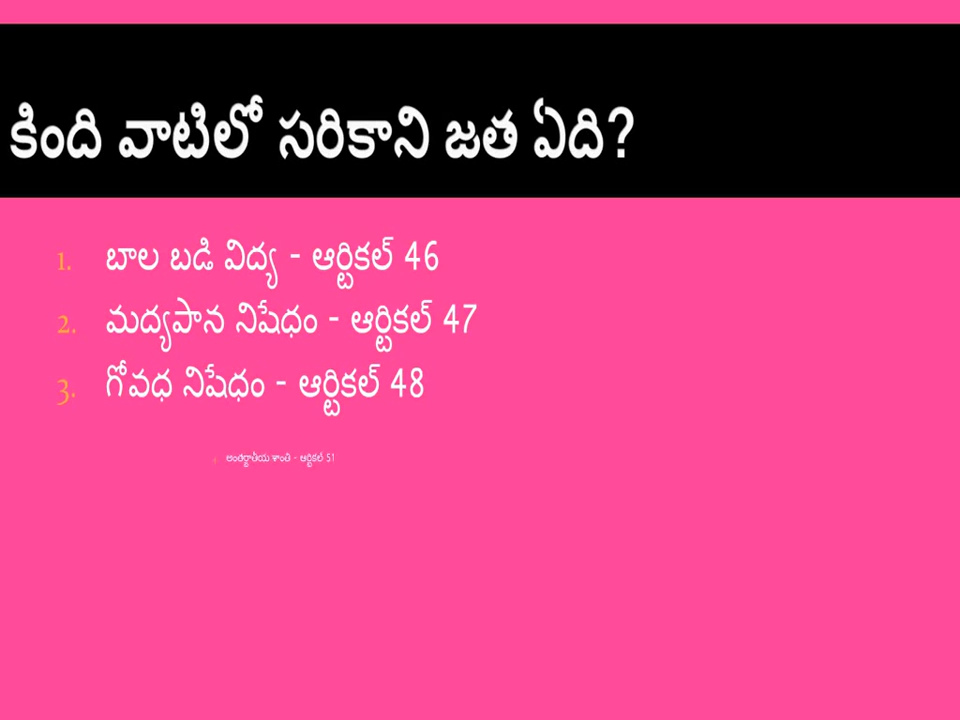 కింది వాటిలో సరికాని జత ఏది?
1. బాల బడి విద్య - ఆర్టికల్ 46
2. మద్యపాన నిషేధం - ఆర్టికల్ 47
3. గోవధ నిషేధం - ఆర్టికల్ 48
అంతర్జాతీయ శాంతి - ఆర్టికల్ 51